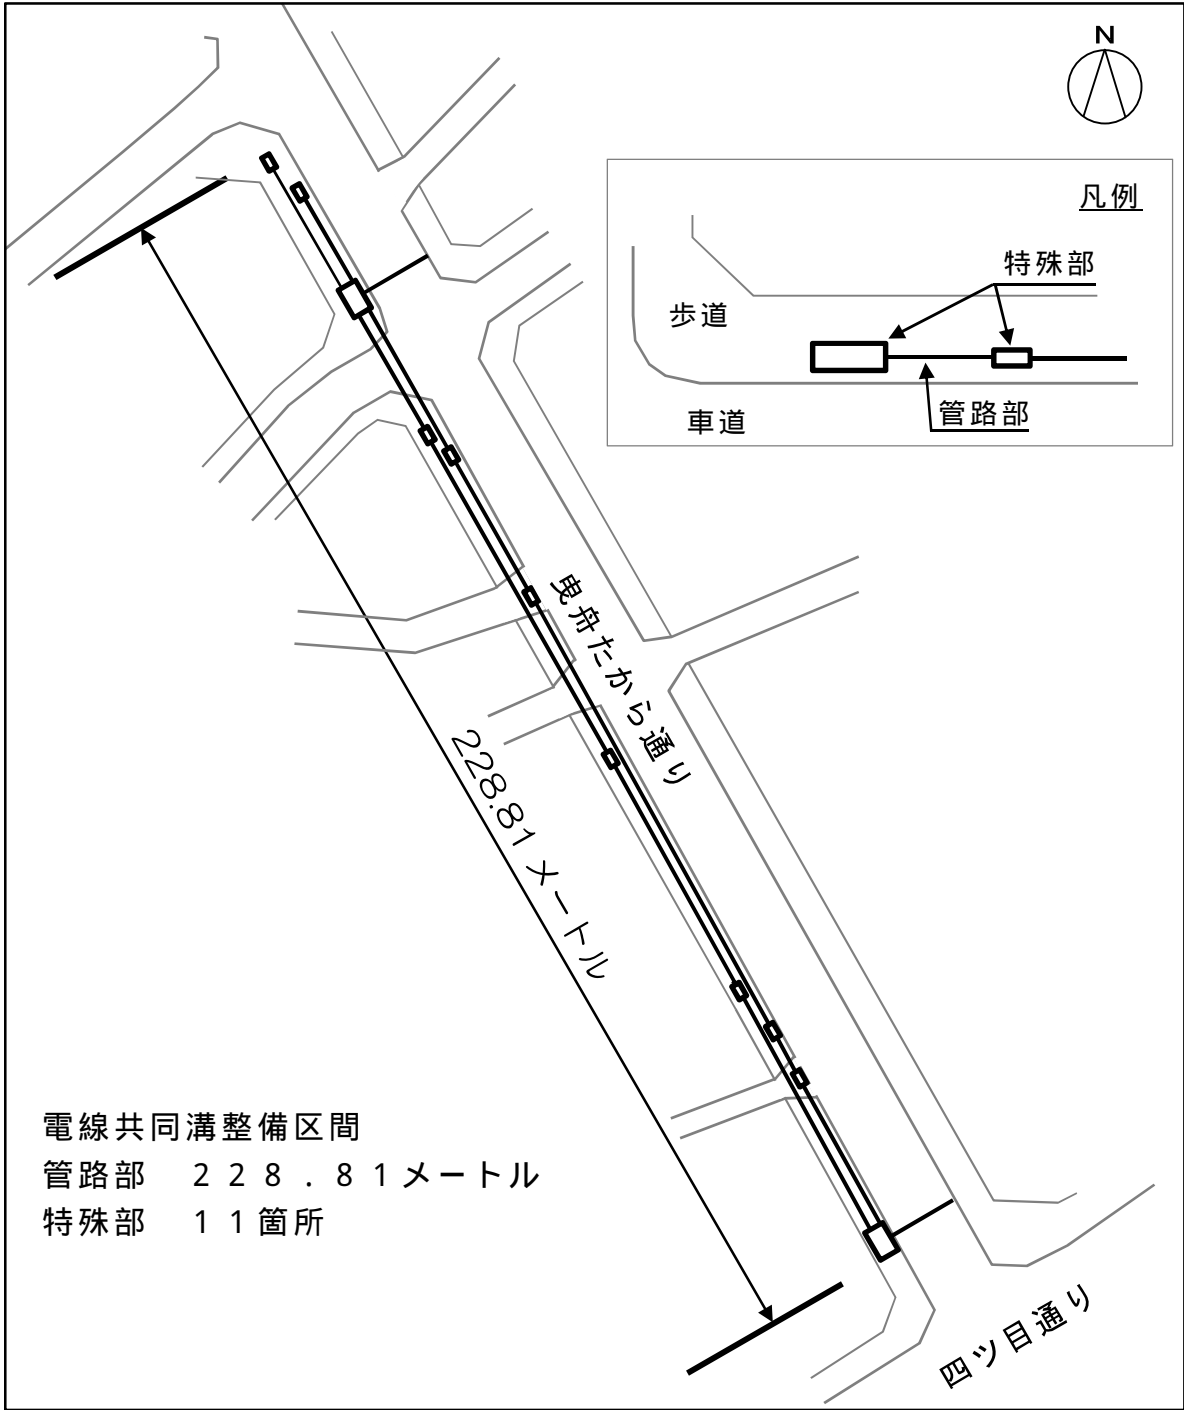 N
凡例
特殊部
歩道
管路部
車道
曳舟たから通り
228.81メートル
電線共同溝整備区間
管路部　２２８．８１メートル
特殊部　１１箇所
四ツ目通り